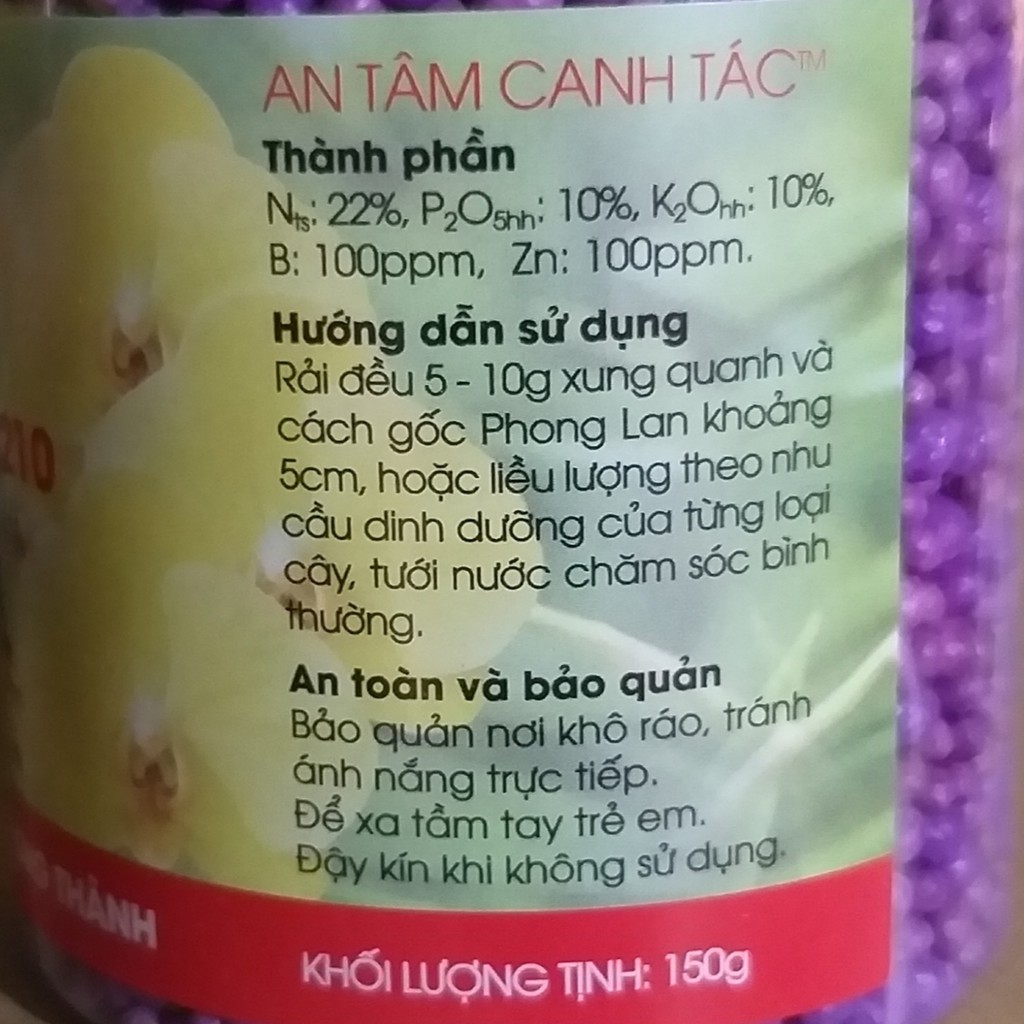 AN TÂM CANH TÁC™
Thành phần
Nts: 22%, P2O5hh: 10%, K2Ohh: 10%,
B: 100ppm, Zn: 100ppm.
Hướng dẫn sử dụng
Rải đều 5 - 10g xung quanh và
cách gốc Phong Lan khoảng
5cm, hoặc liều lượng theo nhu
cầu dinh dưỡng của từng loại
cây, tưới nước chăm sóc bình
thường.
An toàn và bảo quản
Bảo quản nơi khô ráo, tránh
ánh nắng trực tiếp.
Để xa tầm tay trẻ em.
Đậy kín khi không sử dụng.
THÀNH
KHỐI LƯỢNG TỊNH: 150g